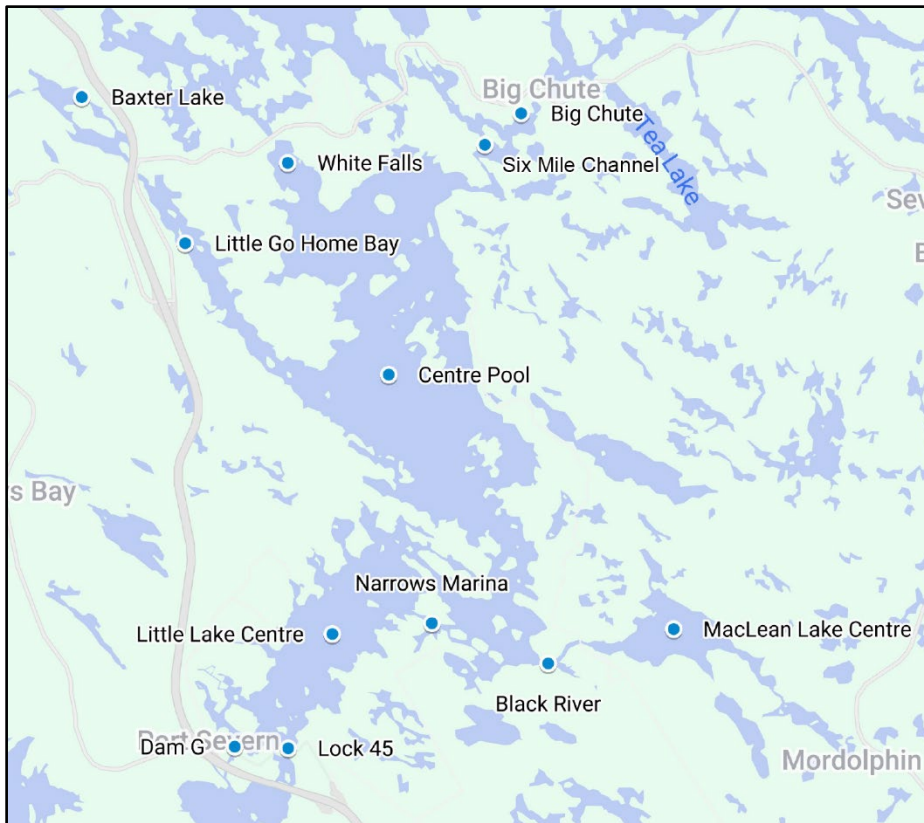 Big Chute
Baxter Lake
Big Chute
Tea Lake
White Falls
Six Mile Channel
Sev
Little Go Home Bay
Centre Pool
s Bay
Narrows Marina
Little Lake Centre
MacLean Lake Centre
Black River
Port Severn
Dam G
Lock 45
Mordolphin